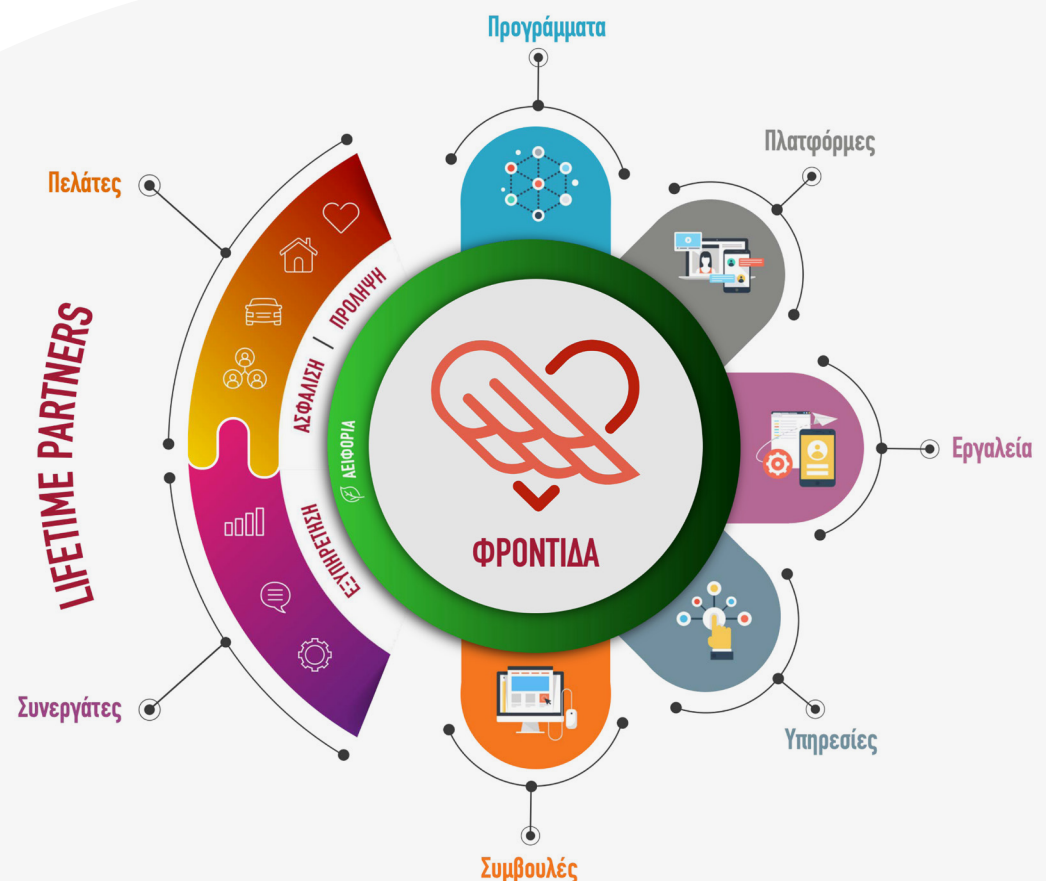 Προγράμματα
Πλατφόρμες
Πελάτες
LIFETIME PARTNERS
ΑΣΦΑΛΙΣΗ | ΠΡΟΛΗΨΗ
ΑΕΙΦΟΡΙΑ
Εργαλεία
ΕΞΥΠΗΡΕΤΗΣΗ
ΦΡΟΝΤΙΔΑ
Συνεργάτες
Υπηρεσίες
Συμβουλές